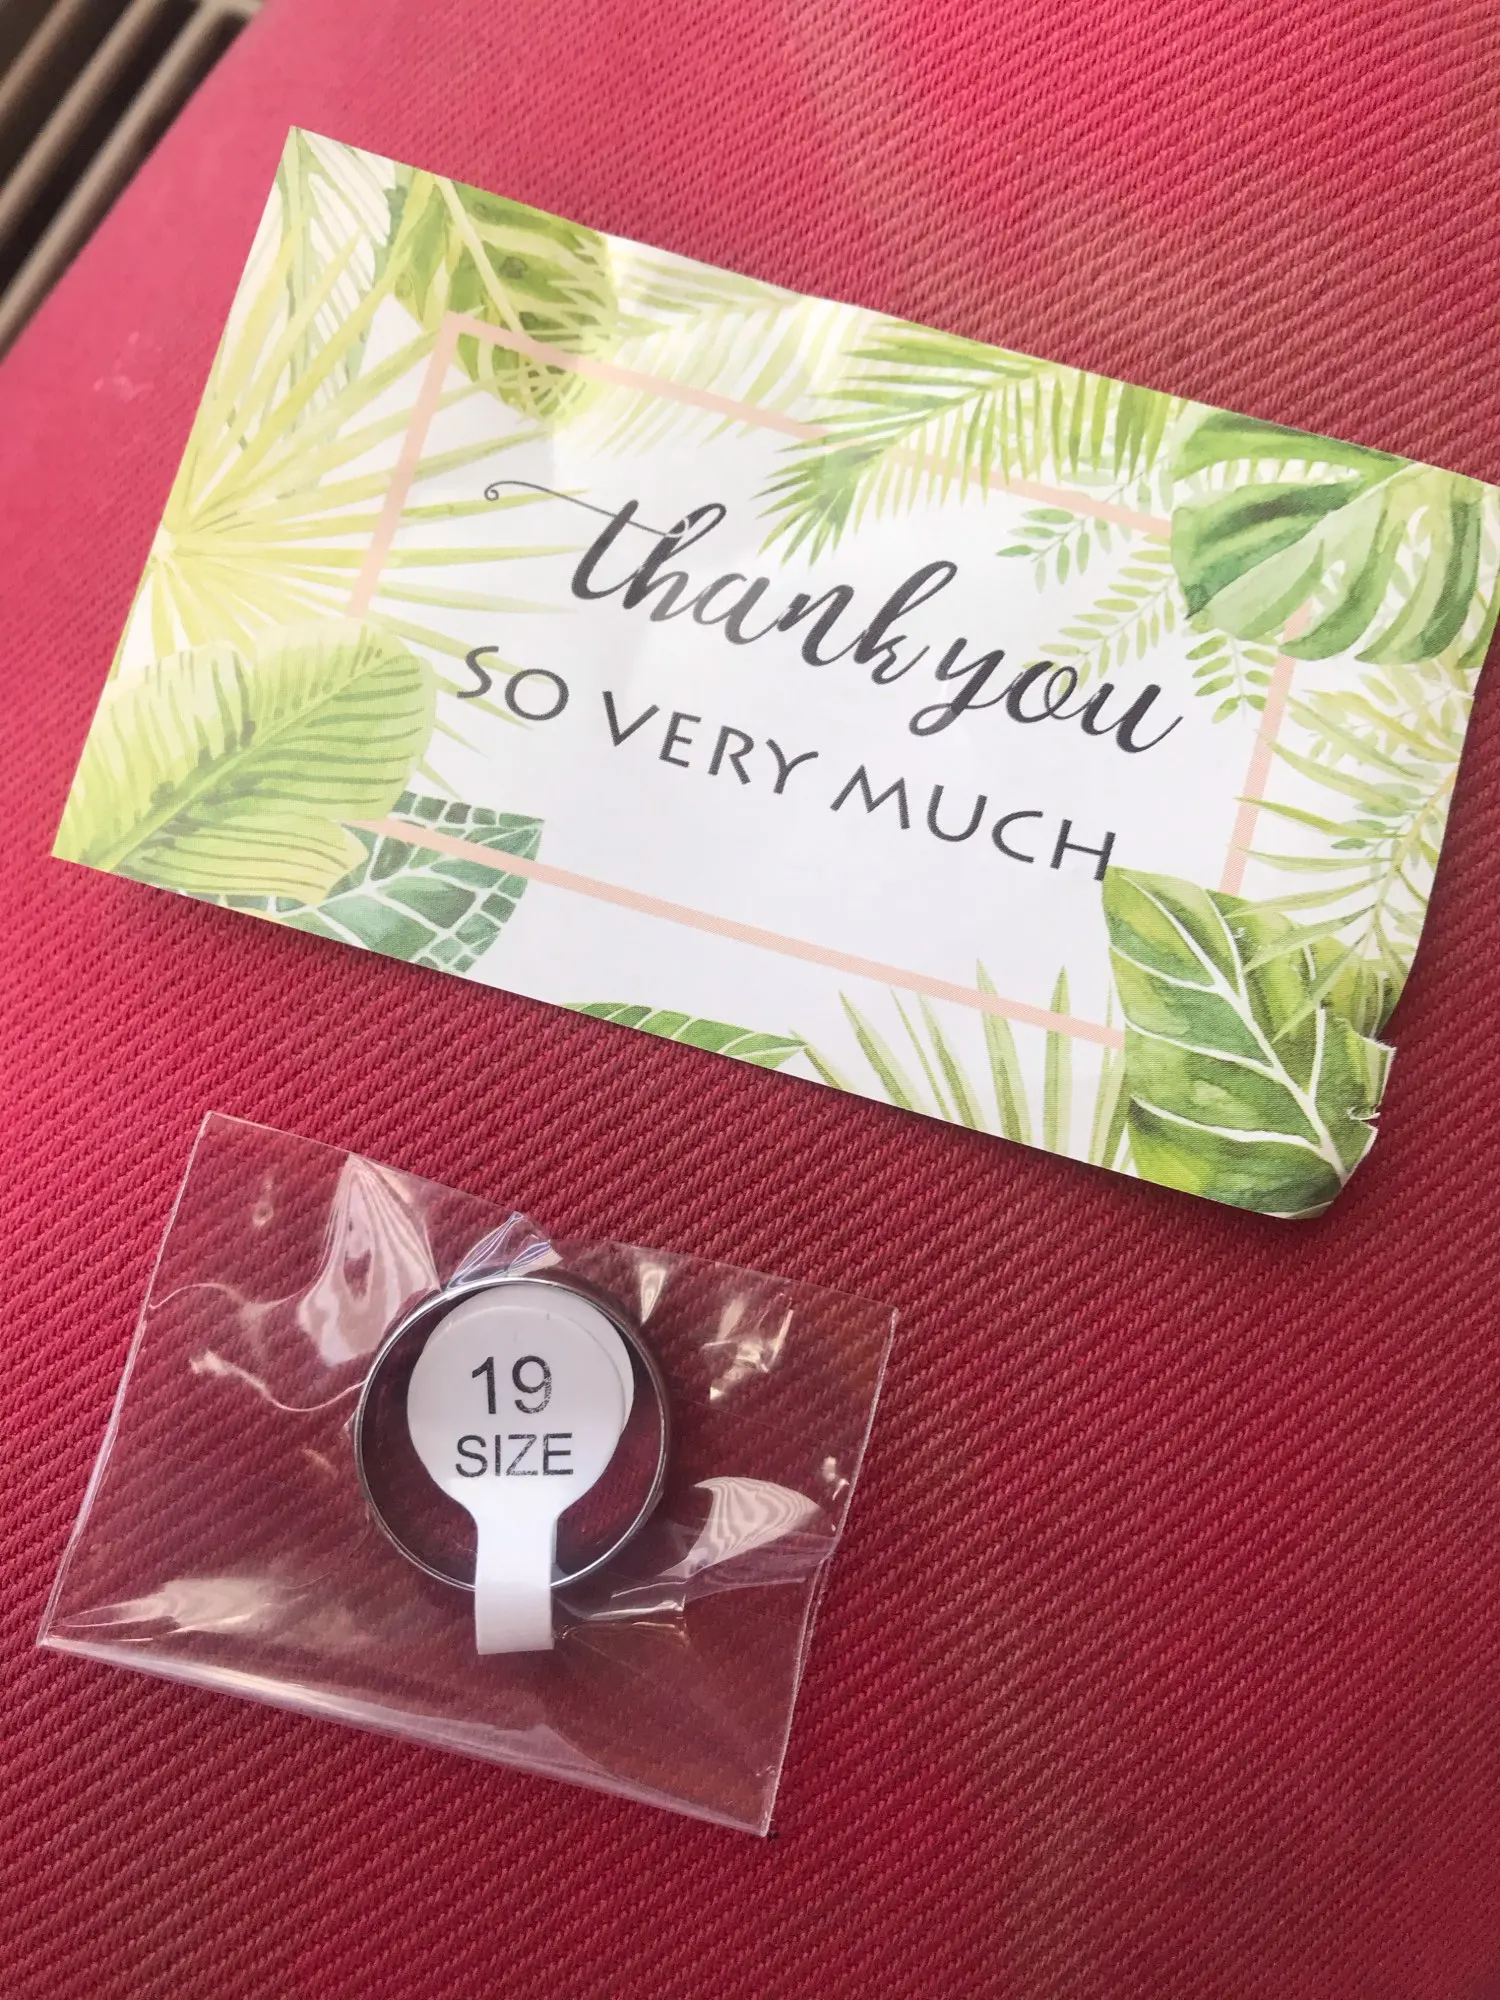 thank you
SO VERY MUCH
19
SIZE